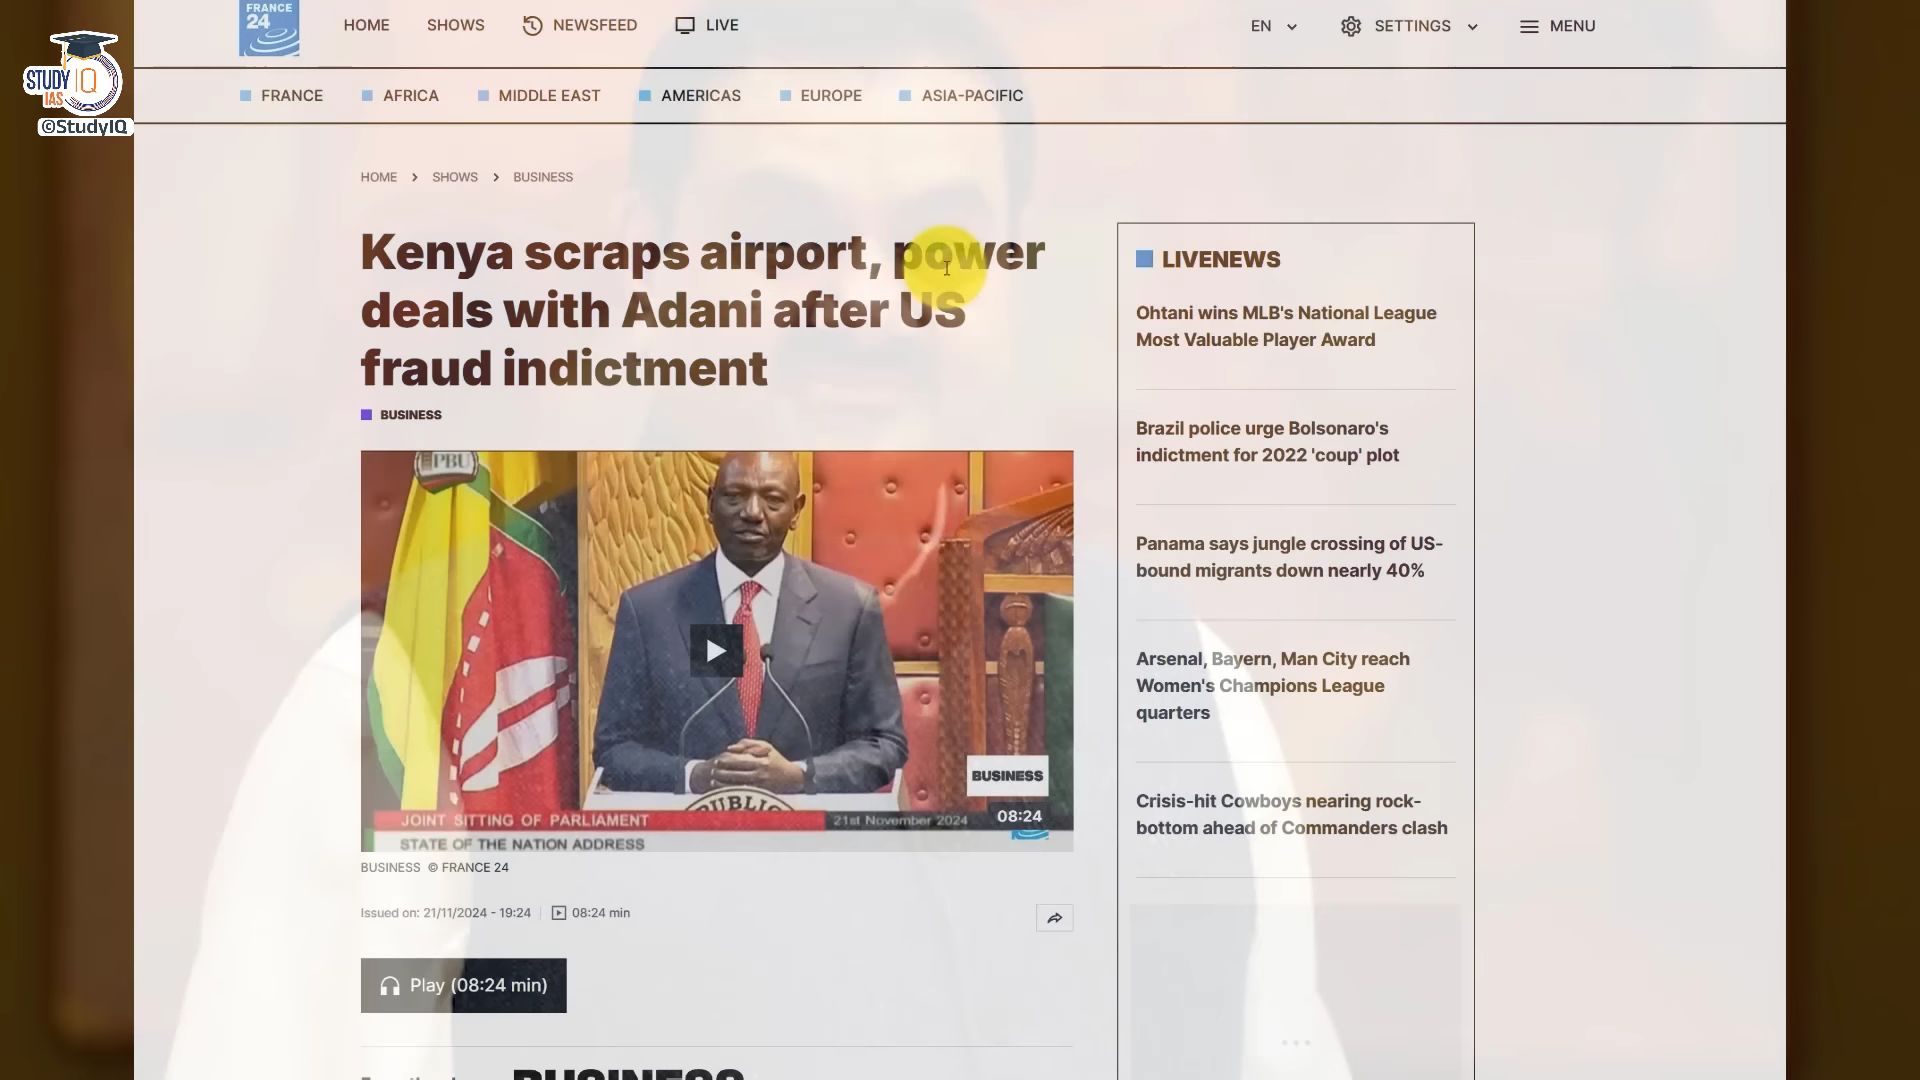 FRANCE
24
HOME
SHOWS
NEWSFEED
LIVE
EN
SETTINGS
MENU
STUDY IQ
IAS
©StudyIQ
FRANCE
AFRICA
MIDDLE EAST
AMERICAS
EUROPE
ASIA-PACIFIC
HOME > SHOWS > BUSINESS
Kenya scraps airport, power
deals with Adani after US
fraud indictment
BUSINESS
PBU
BUSINESS
JOINT SITTING OF PARLIAMENT
21st November 2024
08:24
STATE OF THE NATION ADDRESS
BUSINESS © FRANCE 24
Issued on: 21/11/2024 - 19:24
08:24 min
Play (08:24 min)
BUSINESS
LIVENEWS
Ohtani wins MLB's National League
Most Valuable Player Award
Brazil police urge Bolsonaro's
indictment for 2022 'coup' plot
Panama says jungle crossing of US-
bound migrants down nearly 40%
Arsenal, Bayern, Man City reach
Women's Champions League
quarters
Crisis-hit Cowboys nearing rock-
bottom ahead of Commanders clash